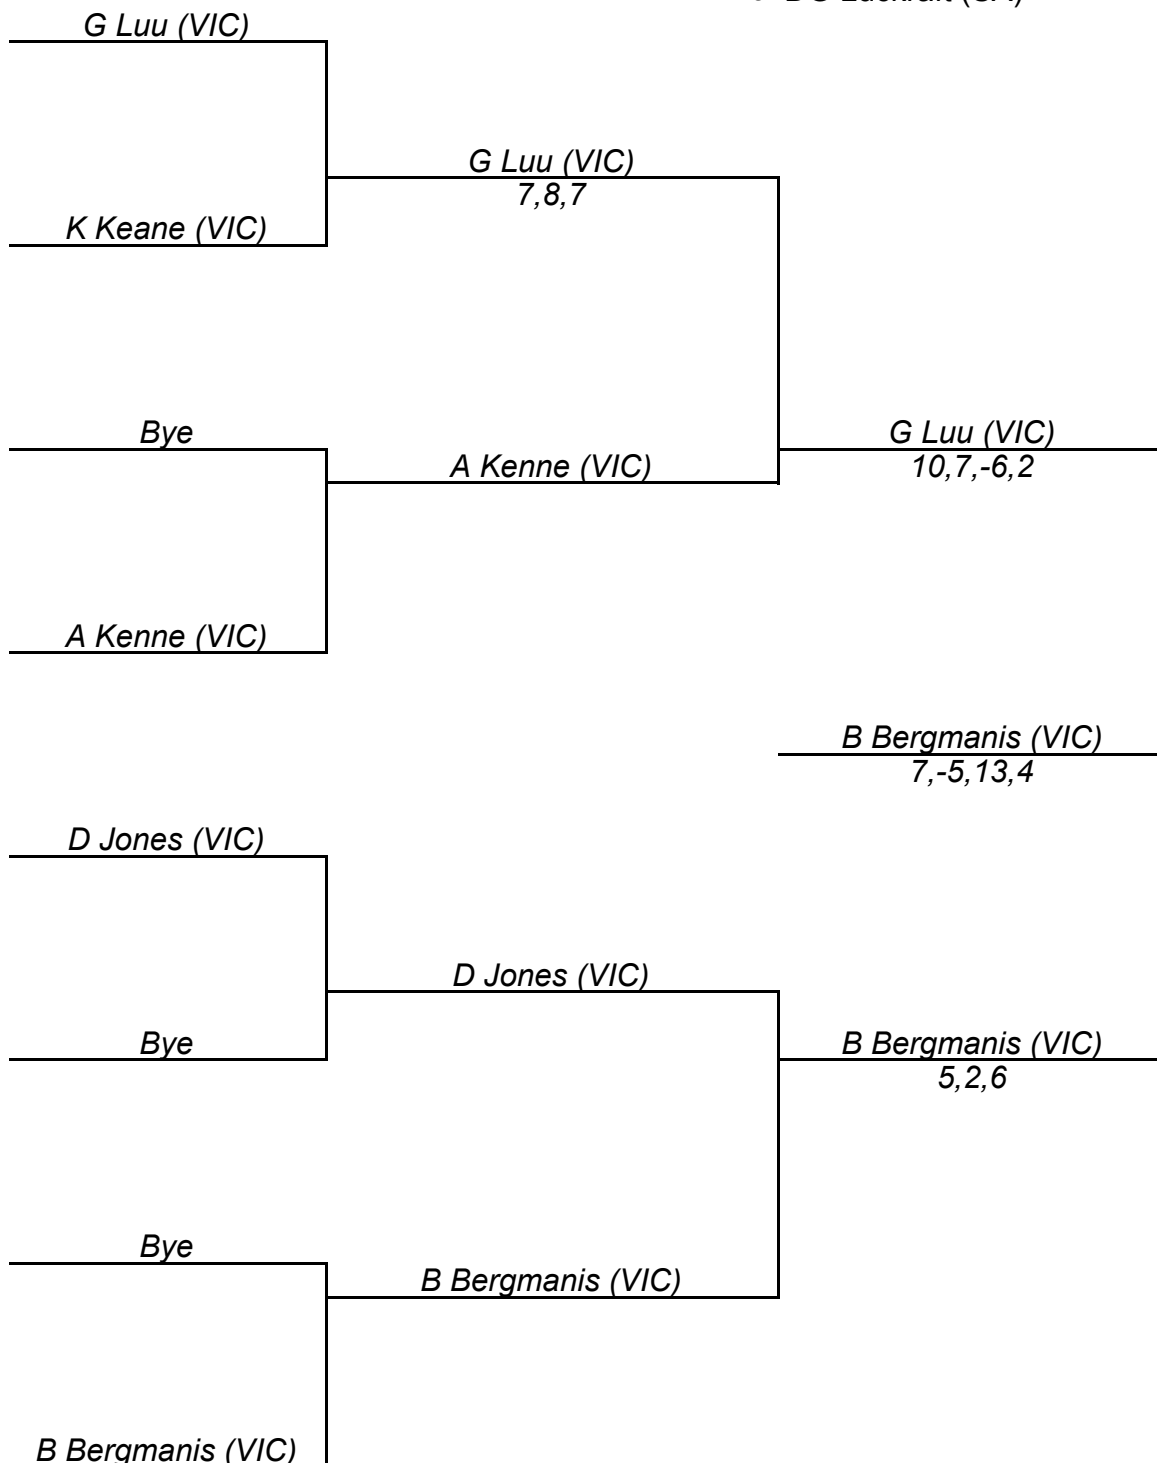 G Luu (VIC)
G Luu (VIC)
7,8,7
K Keane (VIC)
Bye
G Luu (VIC)
A Kenne (VIC)
10,7,-6,2
A Kenne (VIC)
B Bergmanis (VIC)
7,-5,13,4
D Jones (VIC)
D Jones (VIC)
Bye
B Bergmanis (VIC)
5,2,6
Bye
B Bergmanis (VIC)
B Bergmanis (VIC)